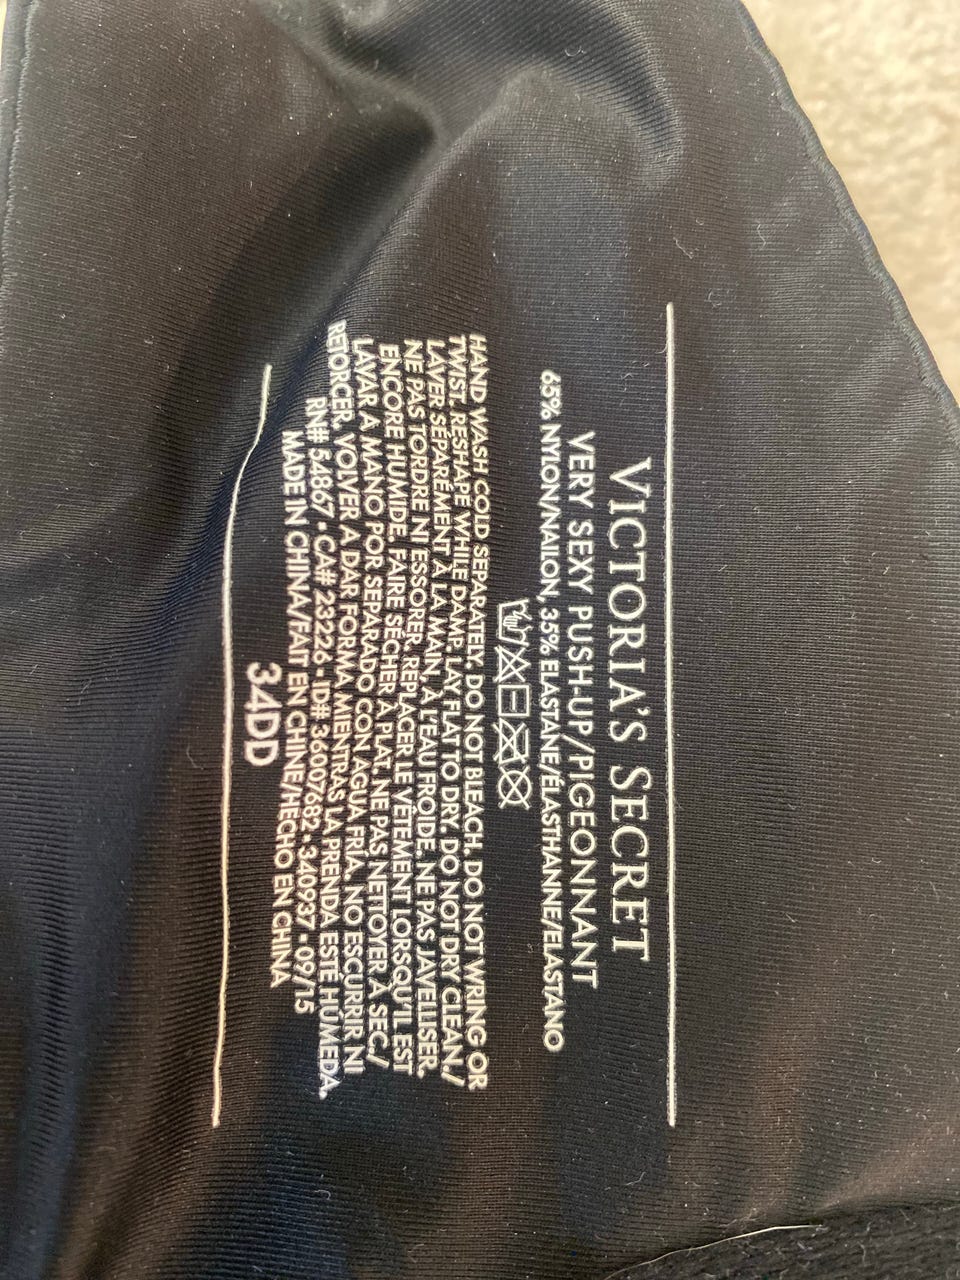 VICTORIA'S SECRET
VERY SEXY PUSH-UP/PIGEONNANT
65% NYLON/NAILON, 35% ELASTANE/ÉLASTHANNE/ELASTANO
HAND WASH COLD SEPARATELY. DO NOT BLEACH. DO NOT WRING OR
TWIST. RESHAPE WHILE DAMP. LAY FLAT TO DRY. DO NOT DRY CLEAN./
LAVER SÉPARÉMENT À LA MAIN, À L'EAU FROIDE. NE PAS JAVELLISER.
NE PAS TORDRE NI ESSORER. REPLACER LE VÊTEMENT LORSQU'IL EST
ENCORE HUMIDE. FAIRE SÉCHER À PLAT. NE PAS NETTOYER À SEC./
LAVAR A MANO POR SEPARADO CON AGUA FRÍA. NO ESCURRIR NI
RETORCER. VOLVER A DAR FORMA MIENTRAS LA PRENDA ESTÉ HÚMEDA.
RN# 54867 • CA# 23226 • ID# 36007682 • 340937 • 09/15
MADE IN CHINA/FAIT EN CHINE/HECHO EN CHINA
34DD